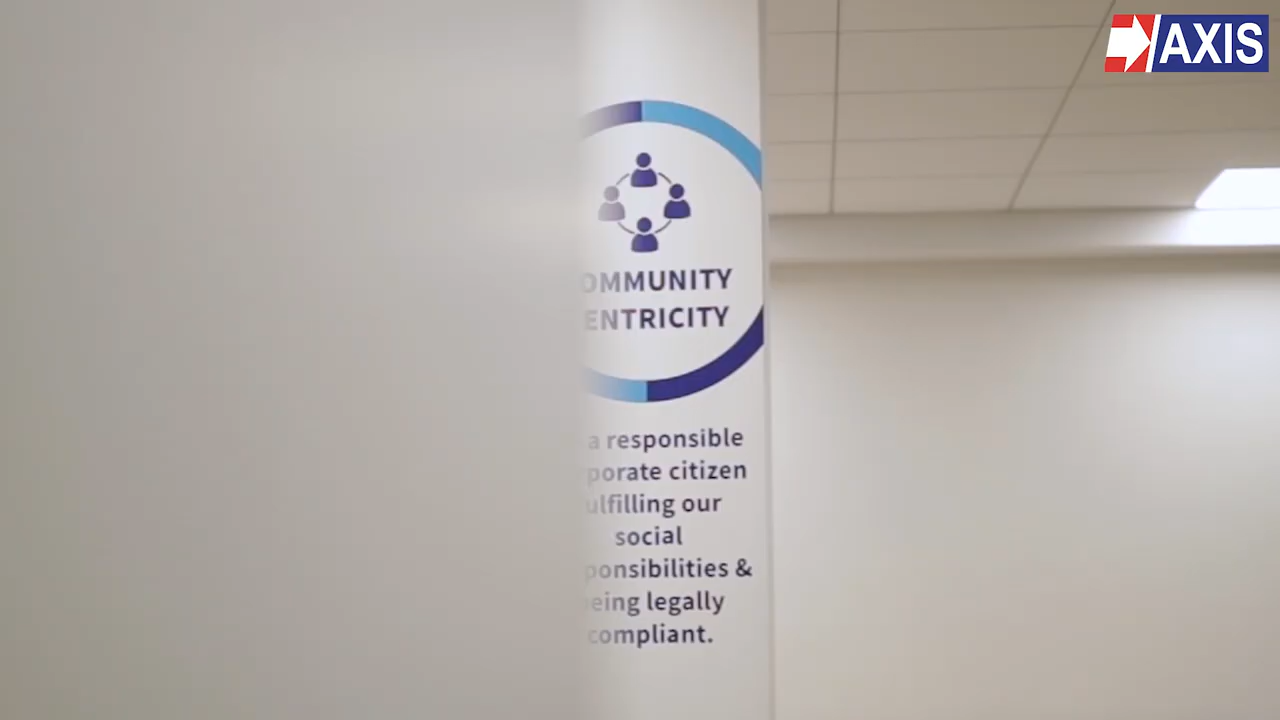 AXIS
OMMUNITY
ENTRICITY
a responsible
porate citizen
ulfilling our
social
ponsibilities &
eing legally
compliant.